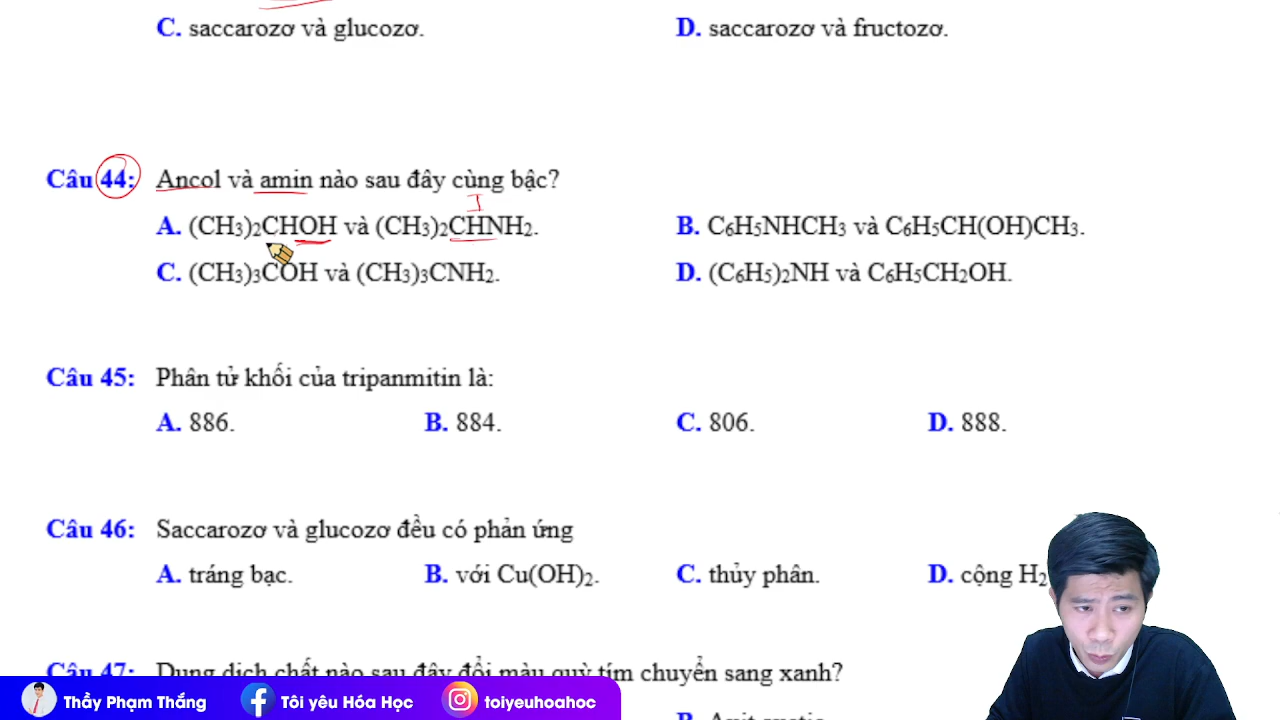 C. saccarozơ và glucozơ. D. saccarozơ và fructozơ.
Câu 44: Ancol và amin nào sau đây cùng bậc?
I
A. (CH3)2CHOH và (CH3)2CHNH2. B. C6H5NHCH3 và C6H5CH(OH)CH3.
C. (CH3)3COH và (CH3)3CNH2. D. (C6H5)2NH và C6H5CH2OH.
Câu 45: Phân tử khối của tripanmitin là:
A. 886. B. 884. C. 806. D. 888.
Câu 46: Saccarozơ và glucozơ đều có phản ứng
A. tráng bạc. B. với Cu(OH)2. C. thủy phân. D. cộng H2
Câu 47: Dung dịch chất nào sau đây đổi màu quỳ tím chuyển sang xanh?
Thầy Phạm Thắng Tôi yêu Hóa Học toiyeuhoahoc
B. Axit axetic.